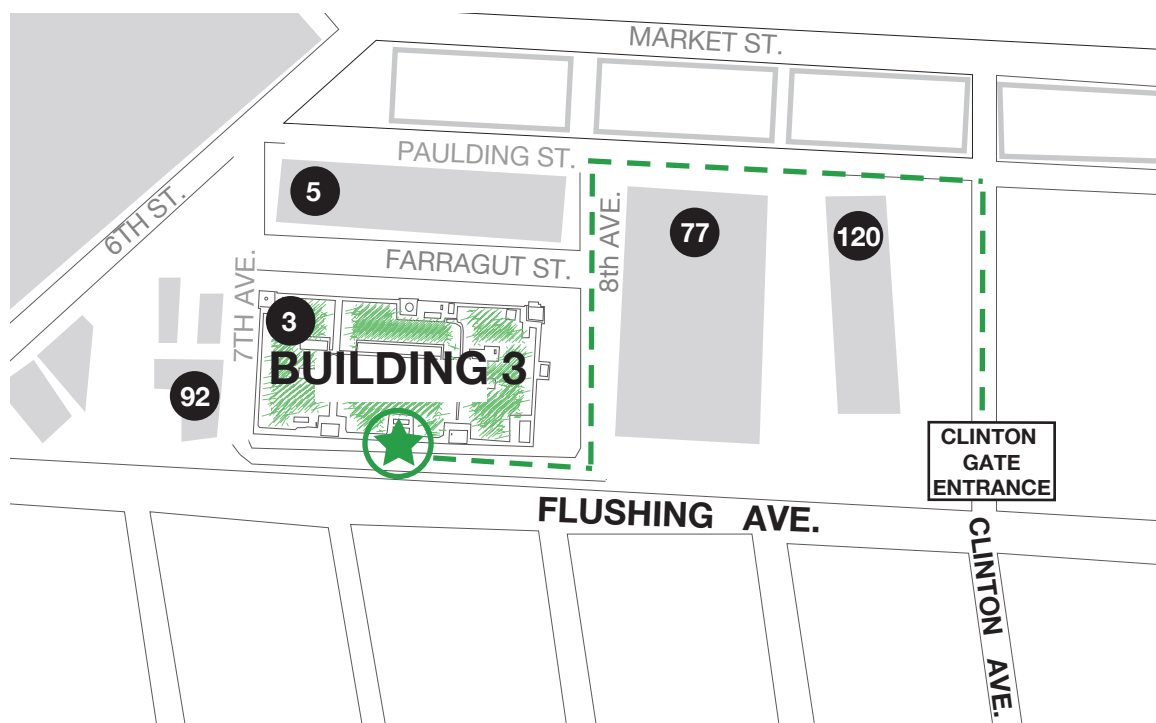 MARKET ST.
PAULDING ST.
5
6TH ST.
77
120
8th AVE.
FARRAGUT ST.
7TH AVE.
3
BUILDING 3
92
CLINTON
GATE
ENTRANCE
FLUSHING AVE.
CLINTON AVE.